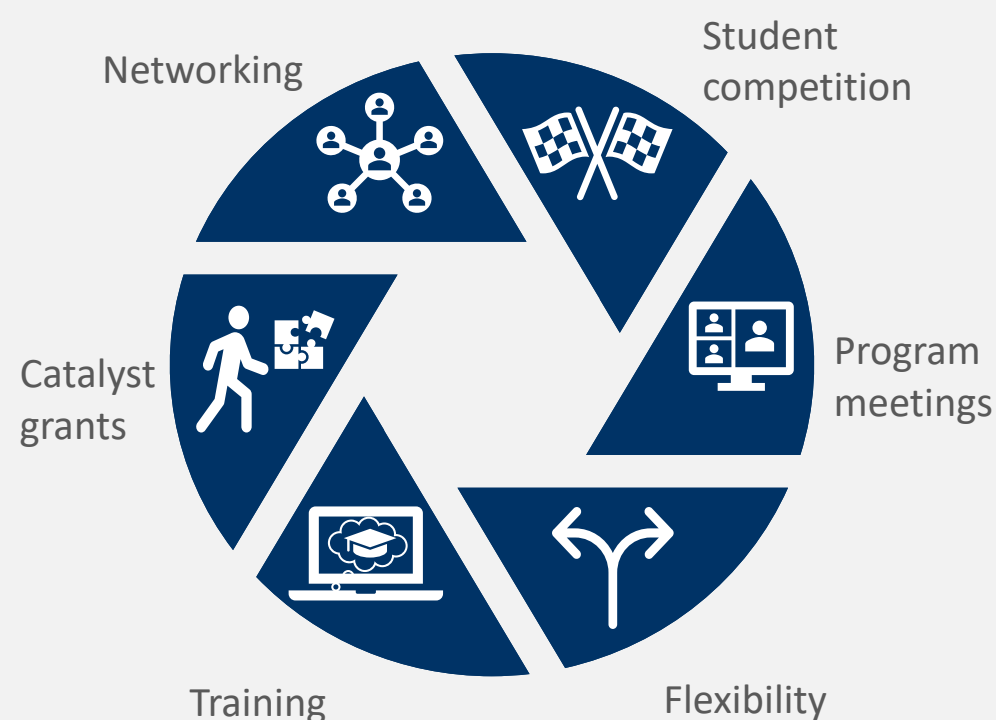 Networking
Student
competition
Program
meetings
Catalyst
grants
Training
Flexibility